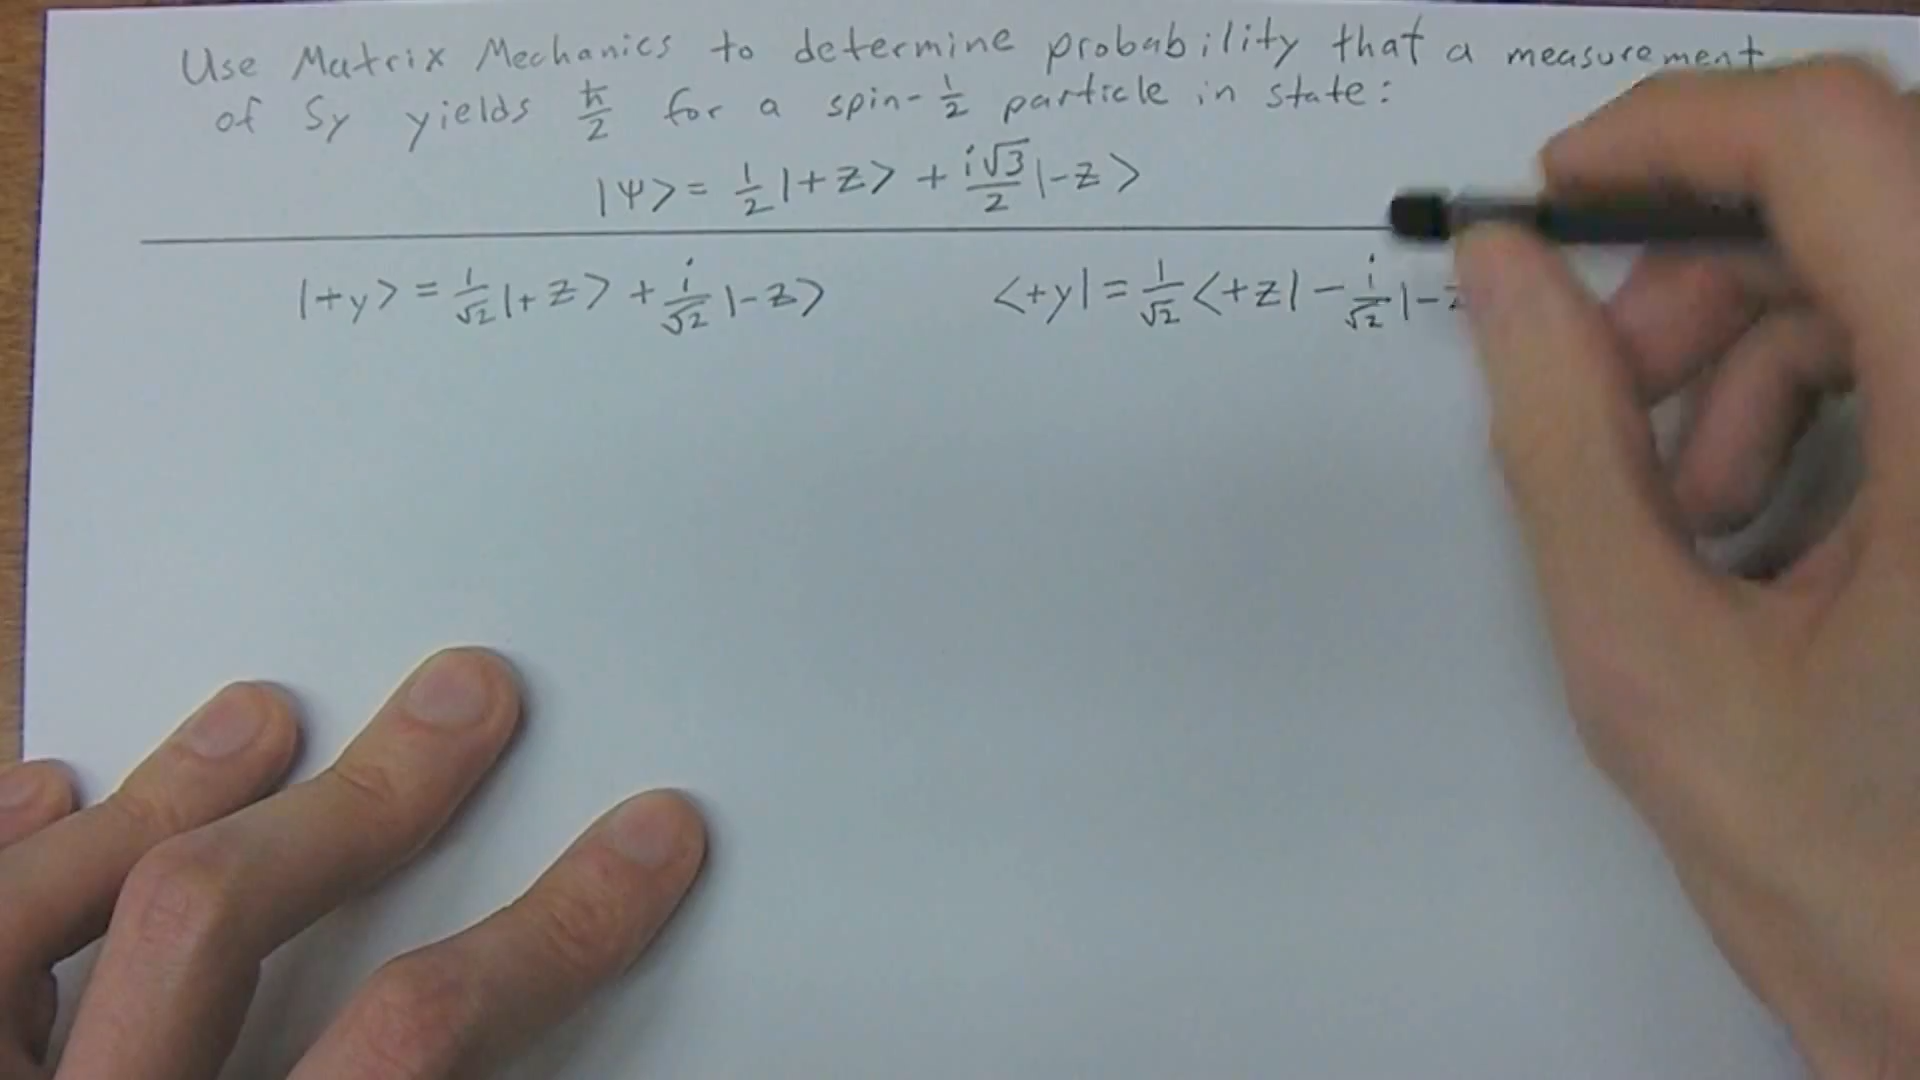 Use Matrix Mechanics to determine probability that a measurement
of Sy yields ℏ/2 for a spin-1/2 particle in state:
|Ψ> = 1/2 |+z> + i√3/2 |-z>
|+y> = 1/√2 |+z> + i/√2 |-z>
<+y| = 1/√2 <+z| - i/√2 |-z